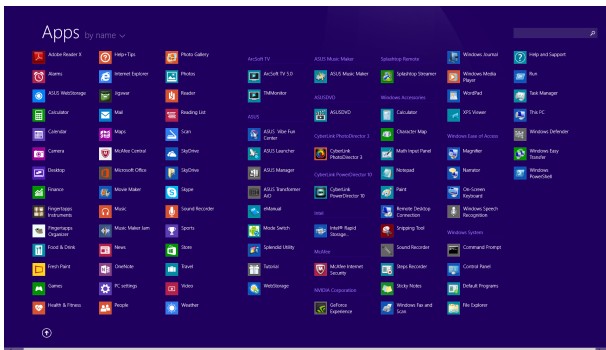 Apps by name
Adobe Reader X
Alarms
ASUS WebStorage
Calculator
Calendar
Camera
Desktop
Finance
Fingertapps
Instruments
Fingertapps
Organizer
Food & Drink
Fresh Paint
Games
Health & Fitness
Help+Tips
Internet Explorer
Jigswar
Mail
Maps
McAfee Central
Microsoft Office
Movie Maker
Music
Music Maker Jam
News
OneNote
PC settings
People
Photo Gallery
Photos
Reader
Reading List
Scan
SkyDrive
SkyDrive
Skype
Sound Recorder
Sports
Store
Travel
Video
Weather
ArcSoft TV
ArcSoft TV 5.0
TMMonitor
ASUS
ASUS Vibe Fun
Center
ASUS Launcher
ASUS Manager
ASUS Transformer
AiO
eManual
Mode Switch
Splendid Utility
Tutorial
WebStorage
ASUS Music Maker
ASUS Music Maker
ASUSDVD
ASUSDVD
CyberLink PhotoDirector 3
CyberLink
PhotoDirector 3
CyberLink PowerDirector 10
CyberLink
PowerDirector 10
Intel
Intel® Rapid
Storage...
McAfee
McAfee Internet
Security
NVIDIA Corporation
GeForce
Experience
Splashtop Remote
Splashtop Streamer
Windows Accessories
Calculator
Character Map
Math Input Panel
Notepad
Paint
Remote Desktop
Connection
Snipping Tool
Sound Recorder
Steps Recorder
Sticky Notes
Windows Fax and
Scan
Windows Journal
Windows Media
Player
WordPad
XPS Viewer
Windows Ease of Access
Magnifier
Narrator
On-Screen
Keyboard
Windows Speech
Recognition
Windows System
Command Prompt
Control Panel
Default Programs
File Explorer
Help and Support
Run
Task Manager
This PC
Windows Defender
Windows Easy
Transfer
Windows
PowerShell